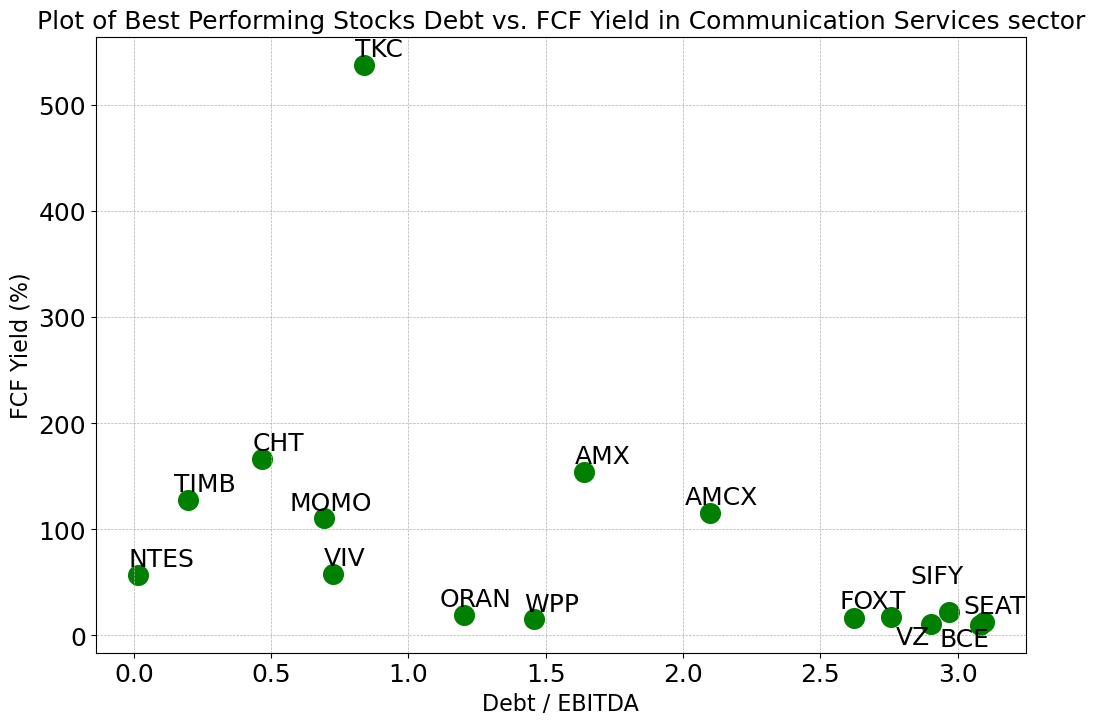 Plot of Best Performing Stocks Debt vs. FCF Yield in Communication Services sector
TKC
500
400
300
200
100
0
FCF Yield (%)
CHT
AMX
TIMB
MOMO
AMCX
NTES
VIV
SIFY
ORAN
WPP
FOXT
SEAT
VZ
BCE
0.0
0.5
1.0
1.5
2.0
2.5
3.0
Debt / EBITDA